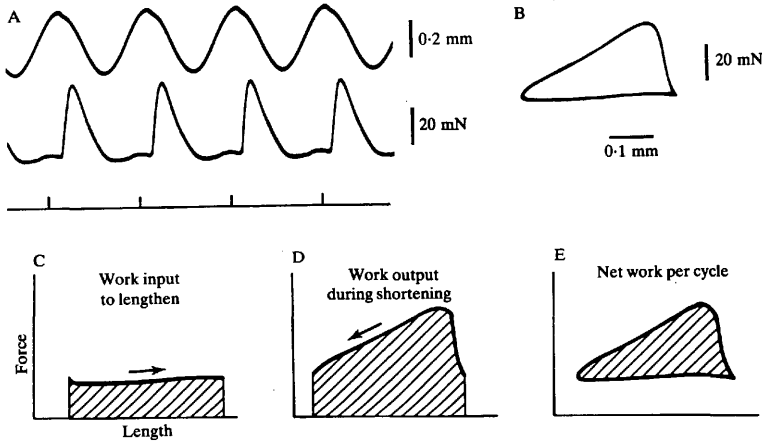 A
0·2 mm
20 mN
B
20 mN
0·1 mm
C
Work input
to lengthen
Force
Length
D
Work output
during shortening
E
Net work per cycle